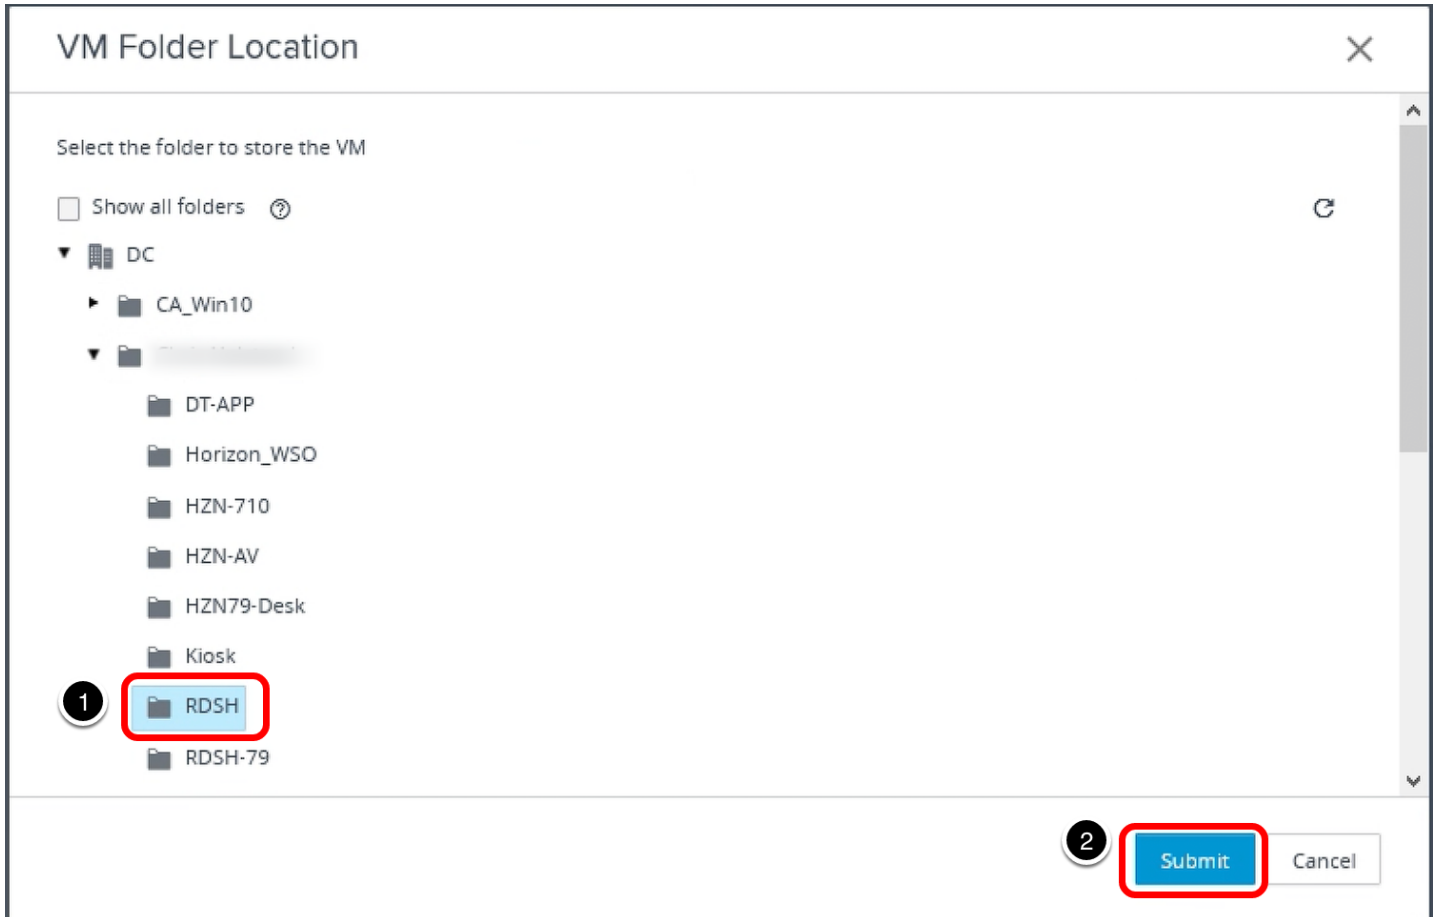 VM Folder Location
Select the folder to store the VM
Show all folders
DC
CA_Win10
DT-APP
Horizon_WSO
HZN-710
HZN-AV
HZN79-Desk
Kiosk
1
RDSH
RDSH-79
2
Submit
Cancel